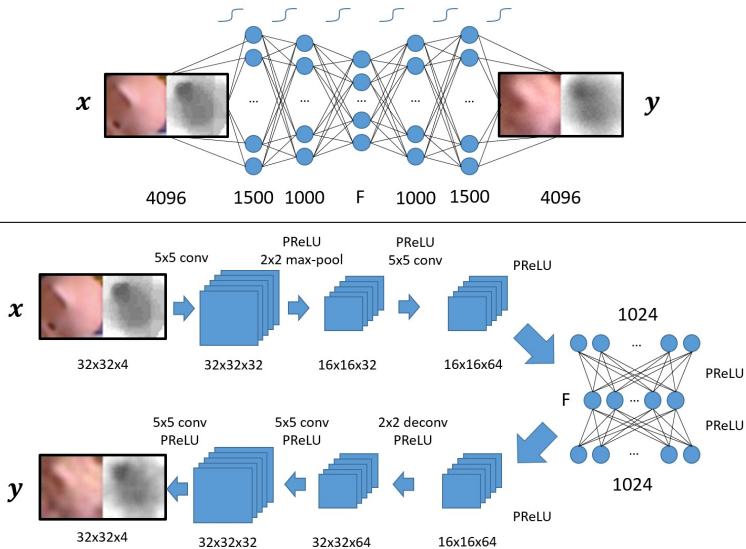 x
y
...
...
...
...
...
4096
1500
1000
F
1000
1500
4096
5x5 conv
PReLU
2x2 max-pool
PReLU
5x5 conv
PReLU
x
32x32x4
32x32x32
16x16x32
16x16x64
1024
...
PReLU
F
...
PReLU
...
1024
5x5 conv
PReLU
5x5 conv
PReLU
2x2 deconv
PReLU
PReLU
y
32x32x4
32x32x32
32x32x64
16x16x64